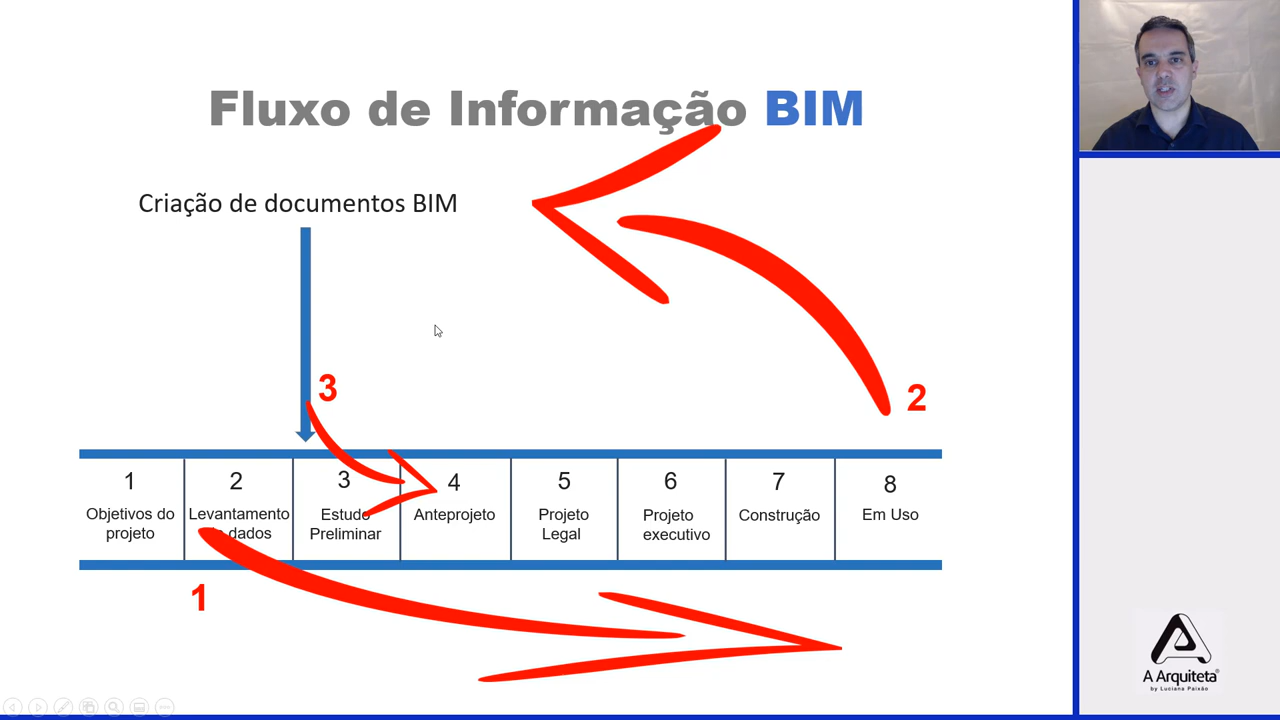 Fluxo de Informação BIM
Criação de documentos BIM
3
2
1
Objetivos do
projeto
2
Levantamento
de dados
3
Estudo
Preliminar
4
Anteprojeto
5
Projeto
Legal
6
Projeto
executivo
7
Construção
8
Em Uso
1
A Arquiteta®
by Luciana Paixão